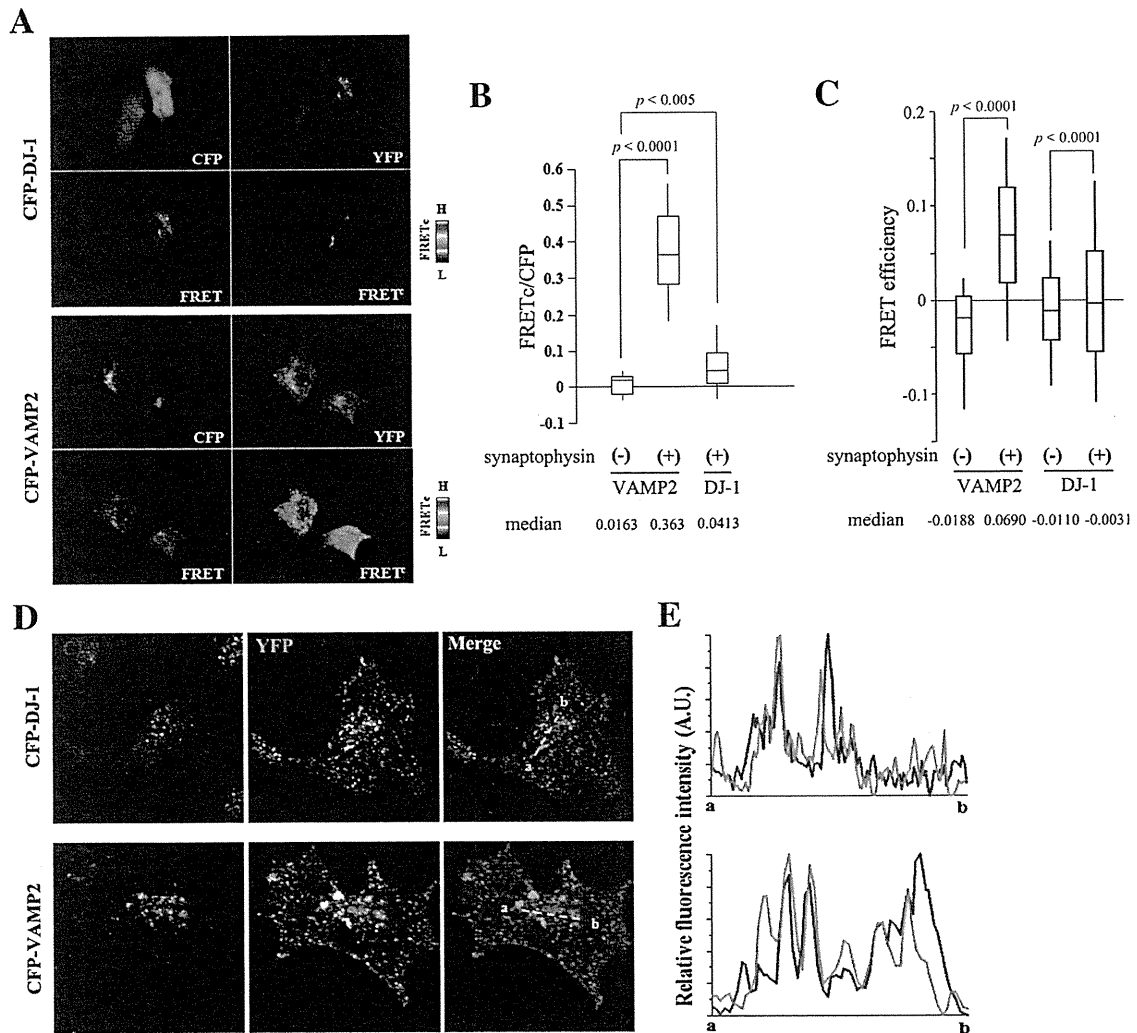 A
CFP-DJ-1
CFP
YFP
FRET
FRETc
H
FRETc
L
CFP-VAMP2
CFP
YFP
FRET
FRETc
H
FRETc
L
B
p < 0.005
p < 0.0001
FRETc/CFP
0.6
0.5
0.4
0.3
0.2
0.1
0
-0.1
synaptophysin (-) (+) (+)
VAMP2 DJ-1
median 0.0163 0.363 0.0413
C
p < 0.0001
p < 0.0001
FRET efficiency
0.2
0.1
0
-0.1
synaptophysin (-) (+) (-) (+)
VAMP2 DJ-1
median -0.0188 0.0690 -0.0110 -0.0031
D
CFP-DJ-1
CFP
YFP
Merge
a
b
CFP-VAMP2
a
b
E
Relative fluorescence intensity (A.U.)
a b
a b